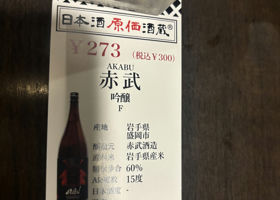 日本酒原価酒蔵®
¥273 (税込¥300)
AKABU
赤武
吟醸
F
産地 岩手県
盛岡市
醸造元 赤武酒造
原料米 岩手県産米
精米歩合 60%
Alc度数 15度
日本酒度 -